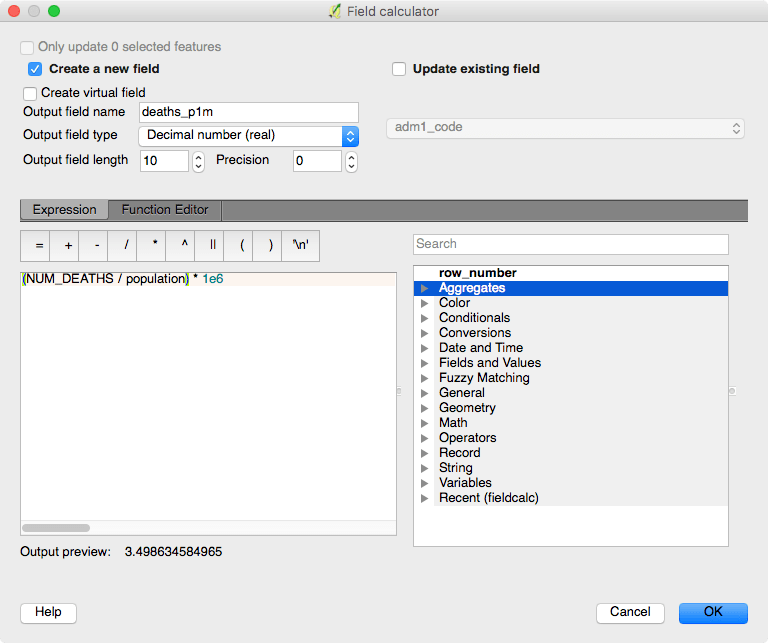 Field calculator
Only update 0 selected features
Create a new field
Update existing field
Create virtual field
Output field name deaths_p1m
Output field type Decimal number (real)
adm1_code
Output field length 10 Precision 0
Expression Function Editor
= + - / * ^ || ( ) '\n'
Search
(NUM_DEATHS / population) * 1e6
row_number
Aggregates
Color
Conditionals
Conversions
Date and Time
Fields and Values
Fuzzy Matching
General
Geometry
Math
Operators
Record
String
Variables
Recent (fieldcalc)
Output preview: 3.498634584965
Help Cancel OK